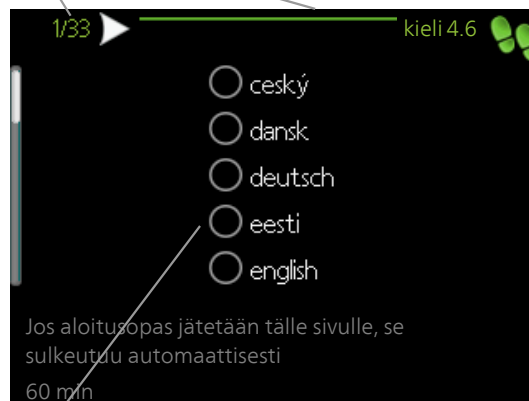 1/33
kieli 4.6
ceský
dansk
deutsch
eesti
english
Jos aloitusopas jätetään tälle sivulle, se
sulkeutuu automaattisesti
60 min